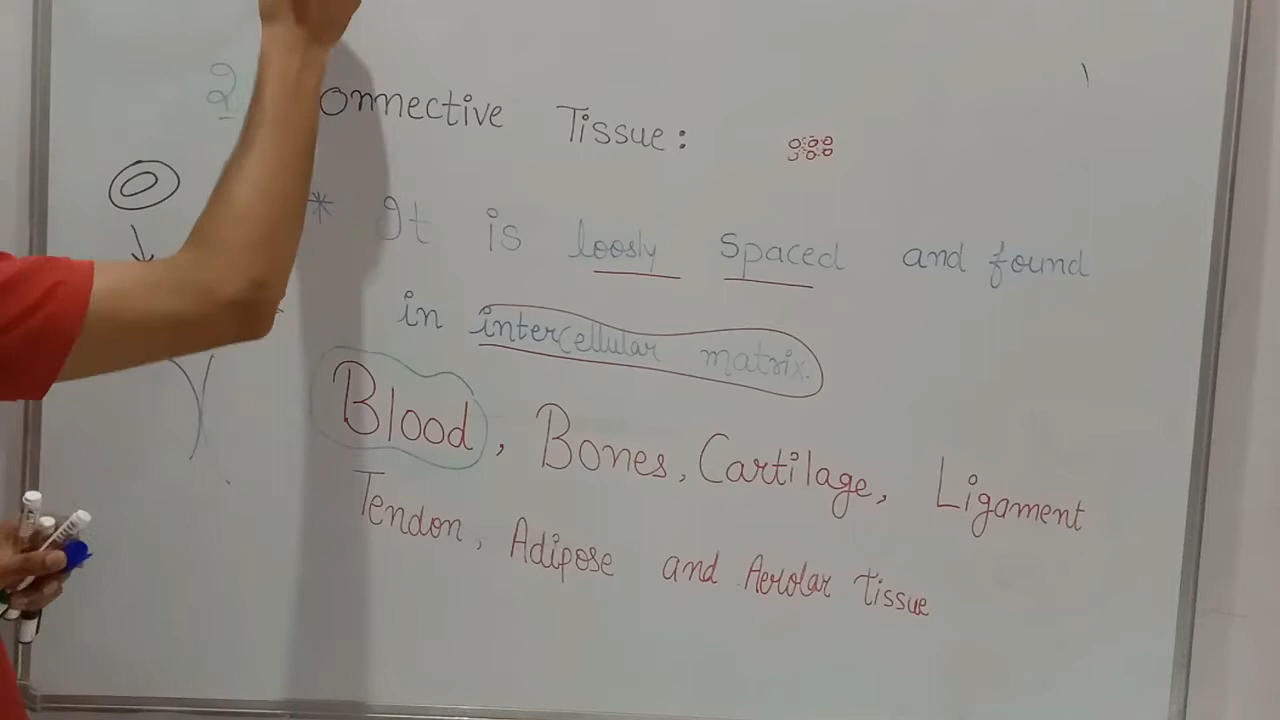 2 onnective Tissue:
* It is loosly spaced and found
in intercellular matrix.
Blood, Bones, Cartilage, Ligament
Tendon, Adipose and Aerolar tissue